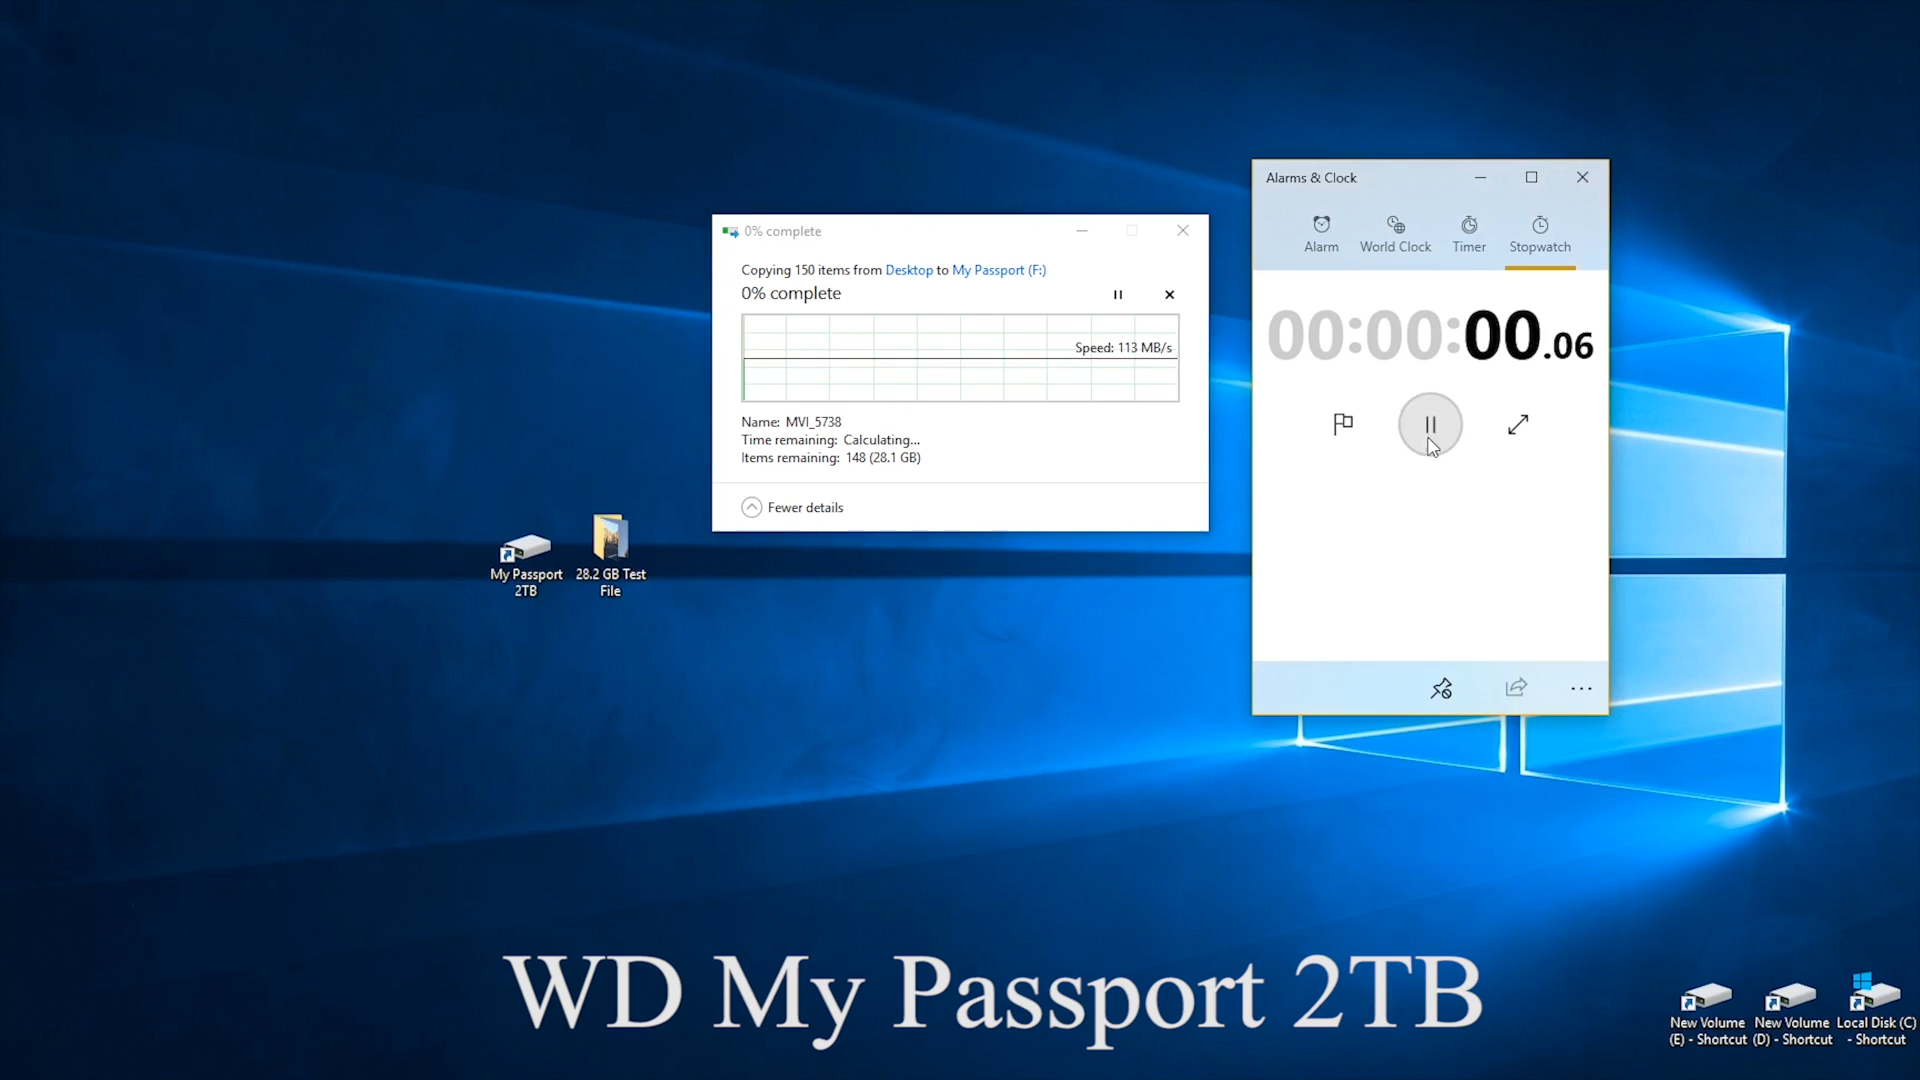 0% complete
Copying 150 items from Desktop to My Passport (F:)
0% complete
Speed: 113 MB/s
Name: MVI_5738
Time remaining: Calculating...
Items remaining: 148 (28.1 GB)
Fewer details
Alarms & Clock
Alarm
World Clock
Timer
Stopwatch
00:00:00.06
My Passport
2TB
28.2 GB Test
File
WD My Passport 2TB
New Volume
(E) - Shortcut
New Volume
(D) - Shortcut
Local Disk (C)
- Shortcut